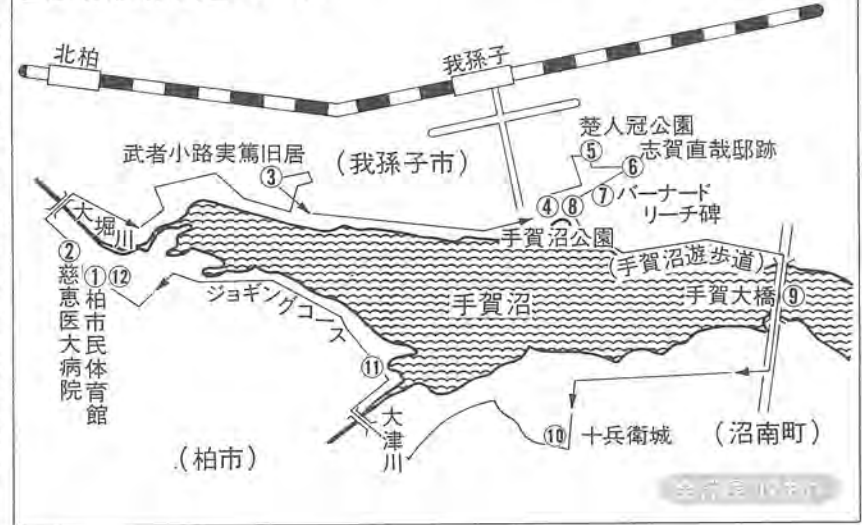 北柏
我孫子
楚人冠公園
⑤
志賀直哉邸跡
⑥
武者小路実篤旧居
③
(我孫子市)
④⑧
⑦バーナード
リーチ碑
大堀川
手賀沼公園
(手賀沼遊歩道)
②慈恵医大病院
①⑫柏市民体育館
ジョギングコース
手賀沼
手賀大橋⑨
⑪
大津川
⑩十兵衛城
(沼南町)
(柏市)